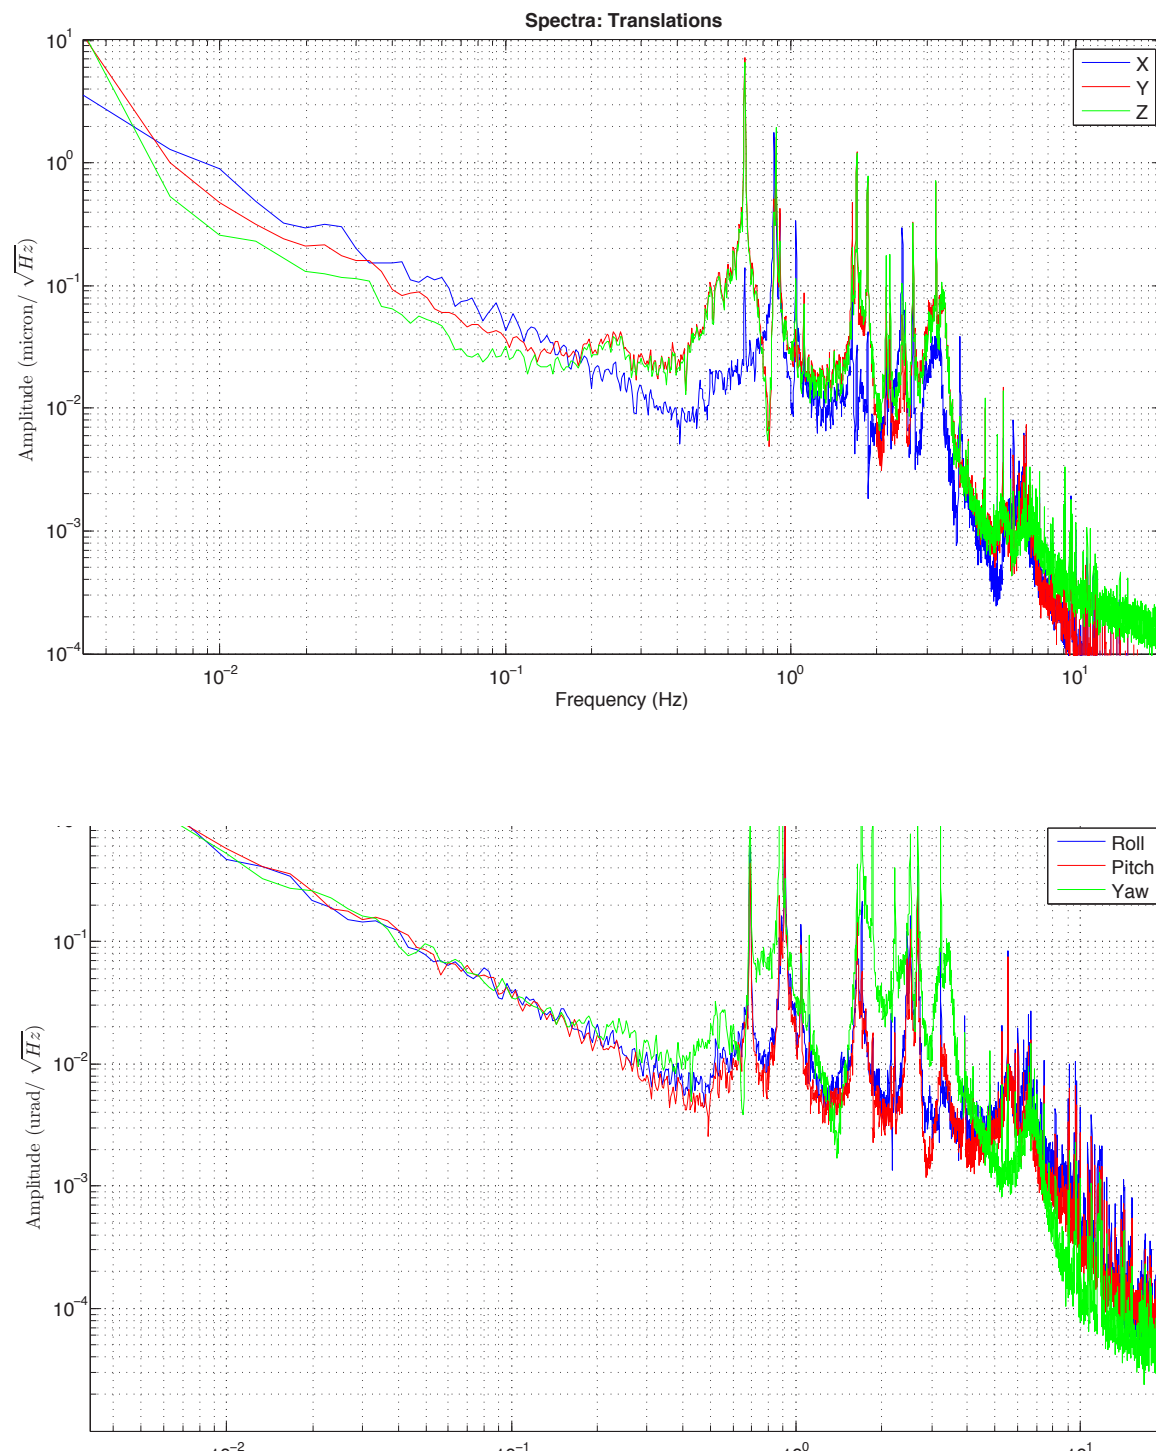 Spectra: Translations
10^1
10^0
10^−1
10^−2
10^−3
10^−4
Amplitude (micron/ √Hz)
X
Y
Z
10^−2 10^−1 10^0 10^1
Frequency (Hz)
10^−1
10^−2
10^−3
10^−4
Amplitude (urad/ √Hz)
Roll
Pitch
Yaw